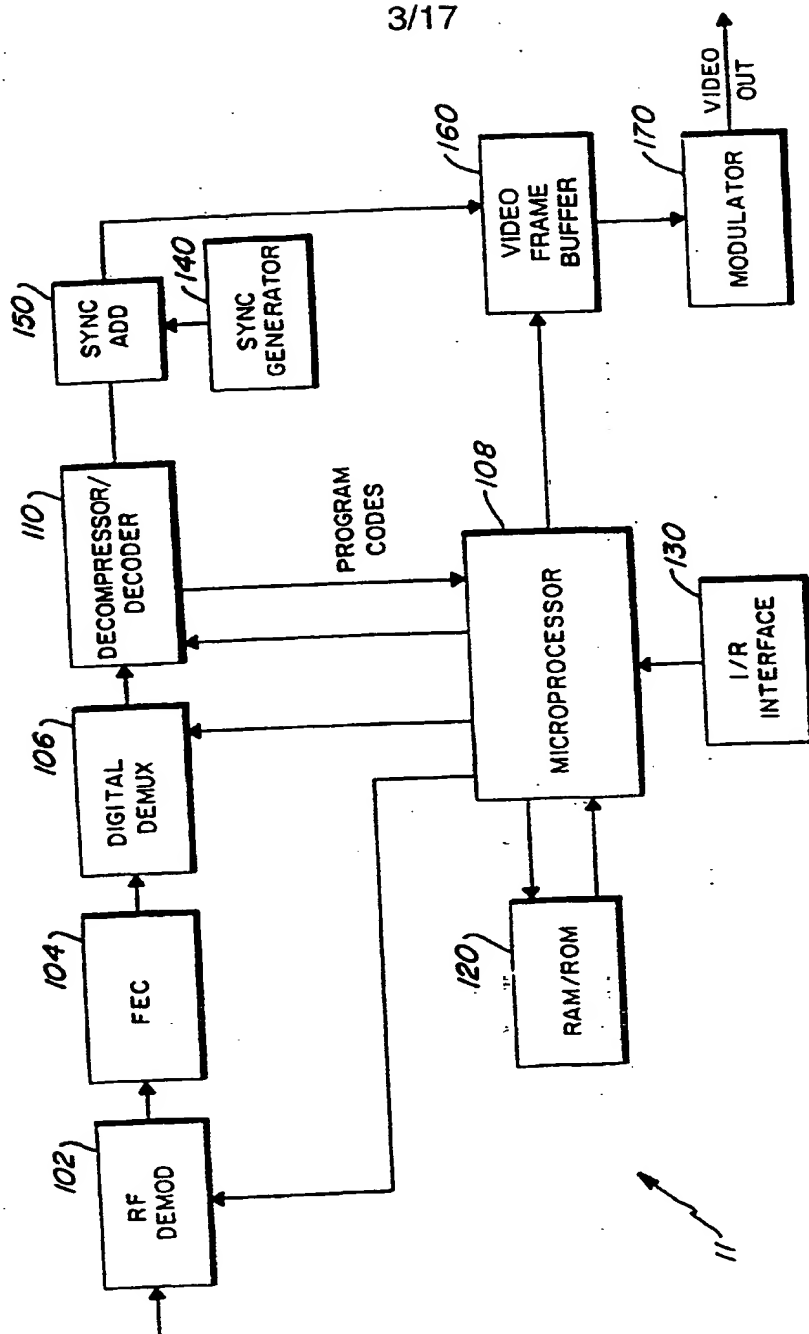 3/17
102
RF
DEMOD
104
FEC
106
DIGITAL
DEMUX
110
DECOMPRESSOR/
DECODER
150
SYNC
ADD
140
SYNC
GENERATOR
160
VIDEO
FRAME
BUFFER
170
MODULATOR
VIDEO
OUT
PROGRAM
CODES
108
MICROPROCESSOR
120
RAM/ROM
130
I/R
INTERFACE
11